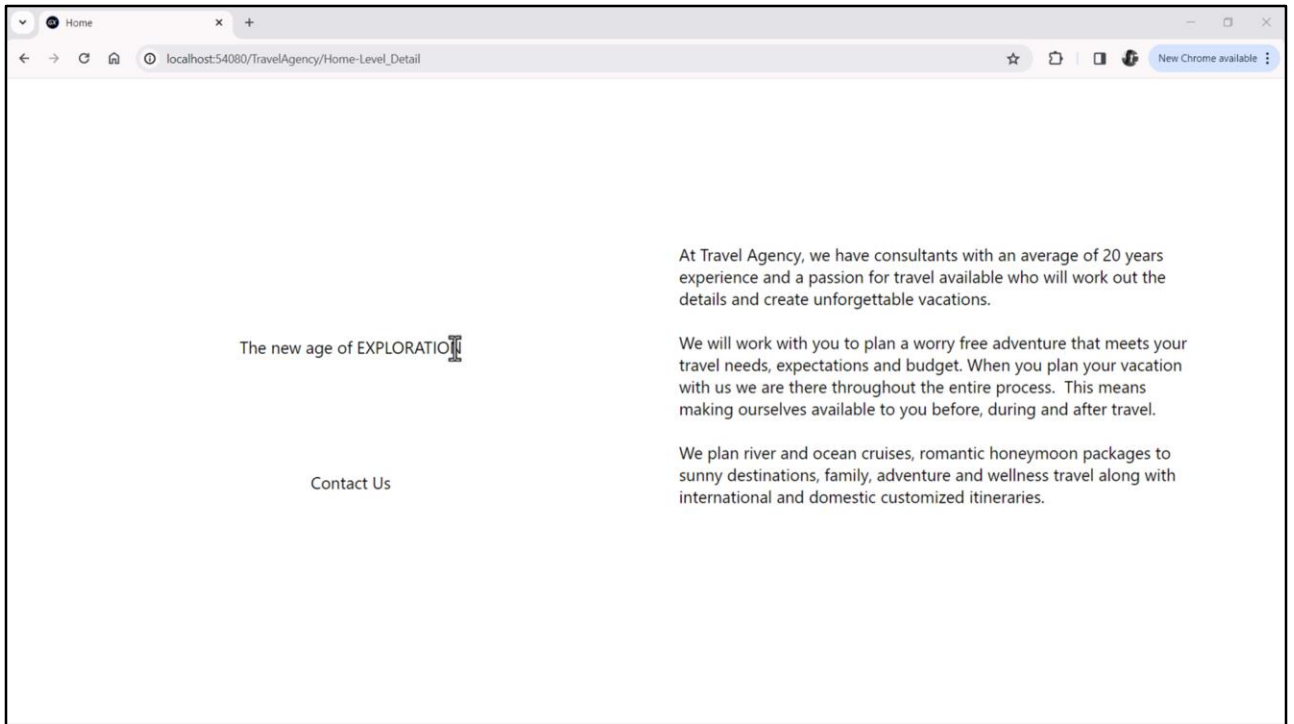 Home
localhost:54080/TravelAgency/Home-Level_Detail
New Chrome available
The new age of EXPLORATION
Contact Us
At Travel Agency, we have consultants with an average of 20 years
experience and a passion for travel available who will work out the
details and create unforgettable vacations.
We will work with you to plan a worry free adventure that meets your
travel needs, expectations and budget. When you plan your vacation
with us we are there throughout the entire process.  This means
making ourselves available to you before, during and after travel.
We plan river and ocean cruises, romantic honeymoon packages to
sunny destinations, family, adventure and wellness travel along with
international and domestic customized itineraries.